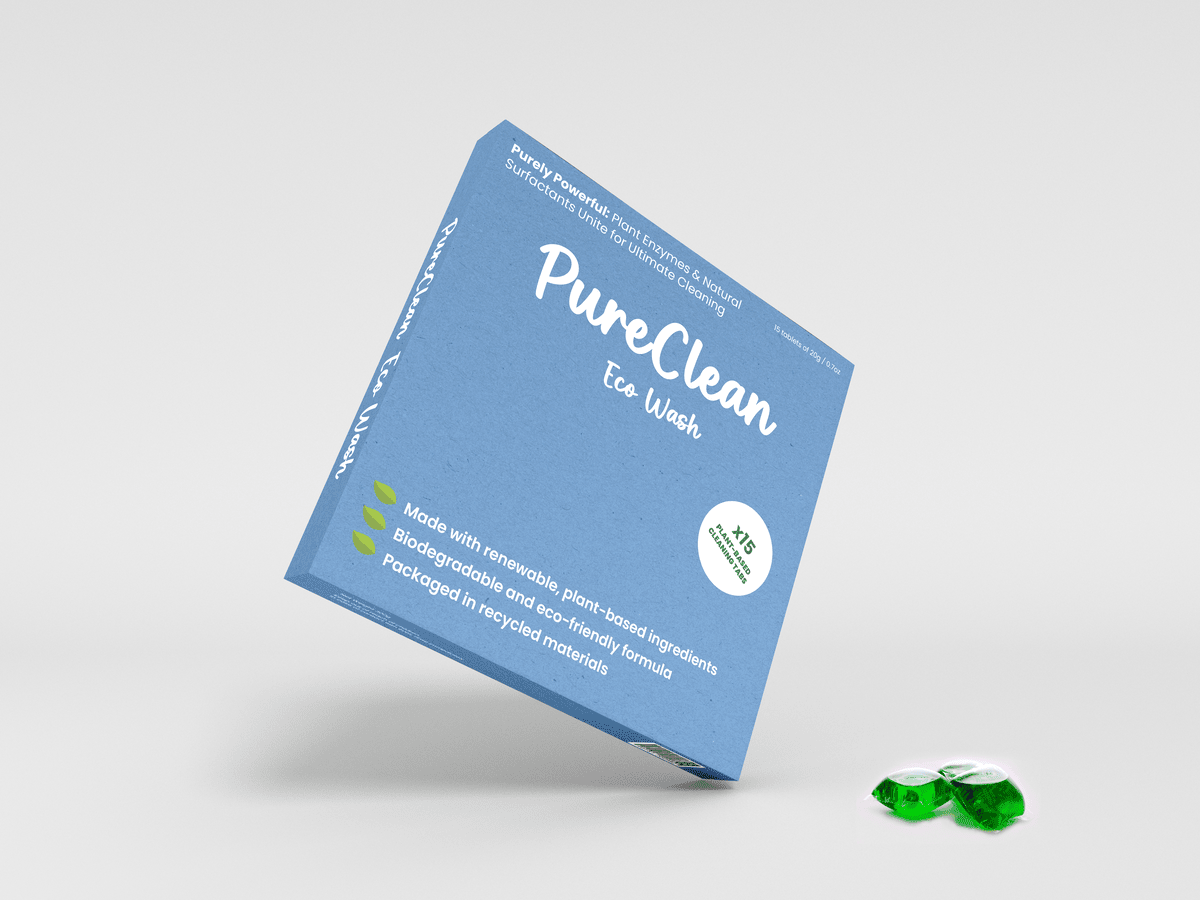 Purely Powerful: Plant Enzymes & Natural
Surfactants Unite for Ultimate Cleaning
15 tablets of 20g / 0.7oz
PureClean
Eco Wash
PureClean Eco Wash
x15
PLANT-BASED
CLEANING TABS
Made with renewable, plant-based ingredients
Biodegradable and eco-friendly formula
Packaged in recycled materials